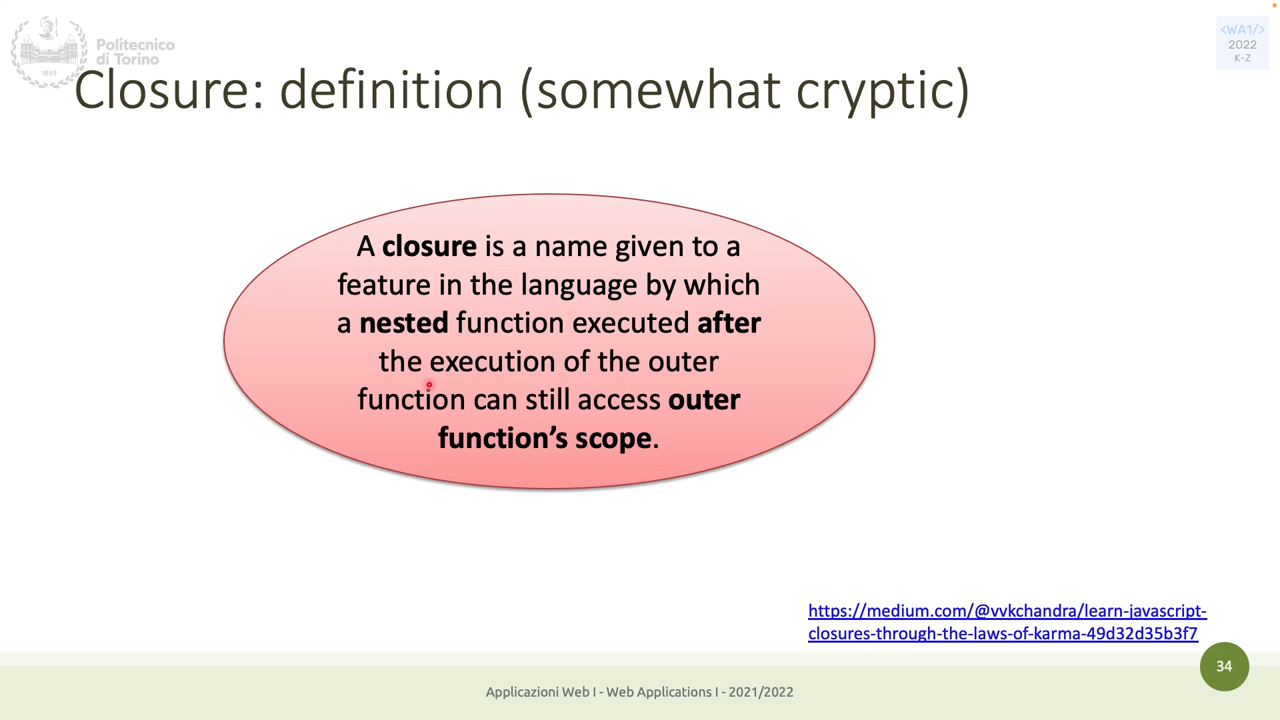 Politecnico
di Torino
1859
<WA1/>
2022
K-Z
Closure: definition (somewhat cryptic)
A closure is a name given to a
feature in the language by which
a nested function executed after
the execution of the outer
function can still access outer
function’s scope.
https://medium.com/@vvkchandra/learn-javascript-
closures-through-the-laws-of-karma-49d32d35b3f7
34
Applicazioni Web I - Web Applications I - 2021/2022